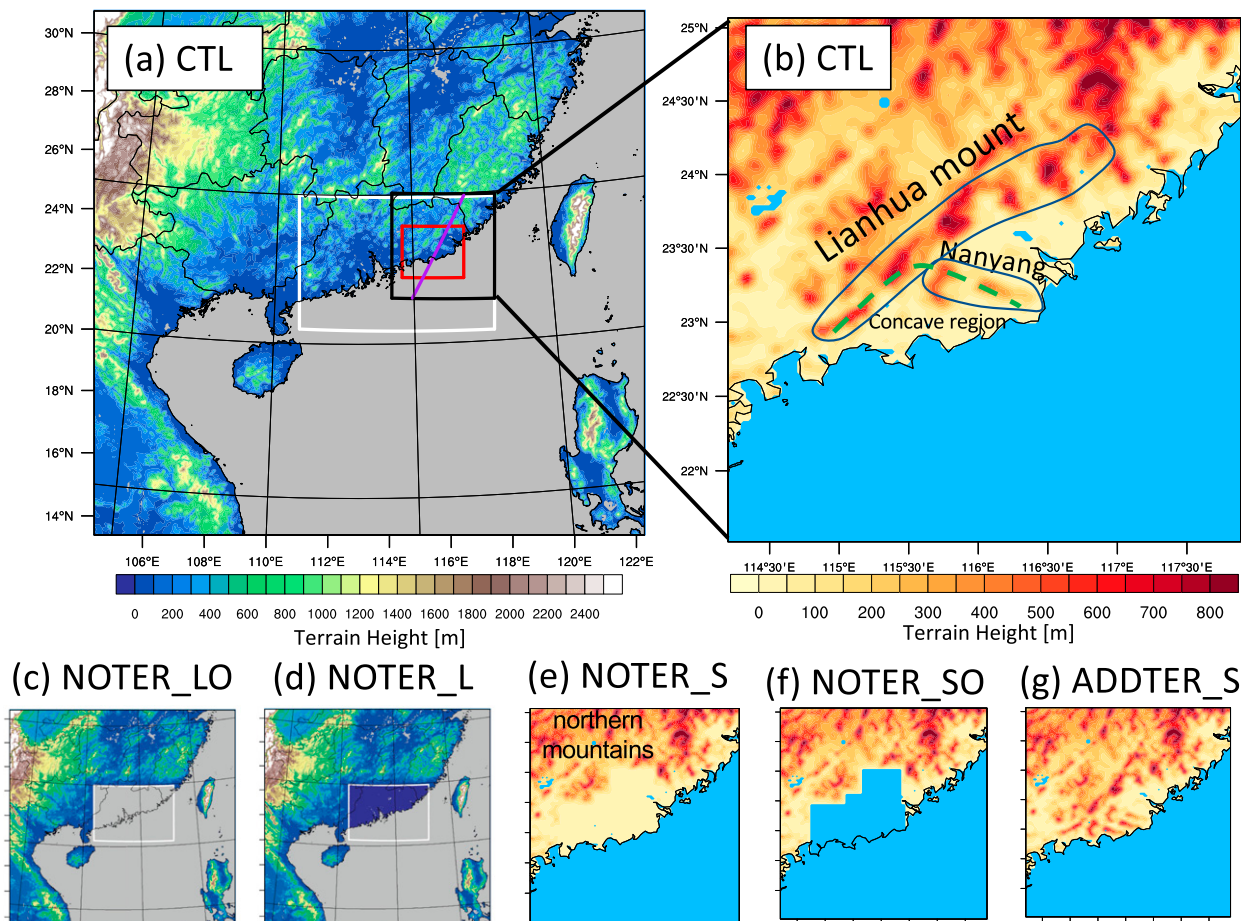 (a) CTL
30°N
28°N
26°N
24°N
22°N
20°N
18°N
16°N
14°N
106°E 108°E 110°E 112°E 114°E 116°E 118°E 120°E 122°E
0 200 400 600 800 1000 1200 1400 1600 1800 2000 2200 2400
Terrain Height [m]
(b) CTL
25°N
24°30'N
24°N
23°30'N
23°N
22°30'N
22°N
Lianhua mount
Nanyang
Concave region
114°30'E 115°E 115°30'E 116°E 116°30'E 117°E 117°30'E
0 100 200 300 400 500 600 700 800
Terrain Height [m]
(c) NOTER_LO
(d) NOTER_L
(e) NOTER_S
northern
mountains
(f) NOTER_SO
(g) ADDTER_S